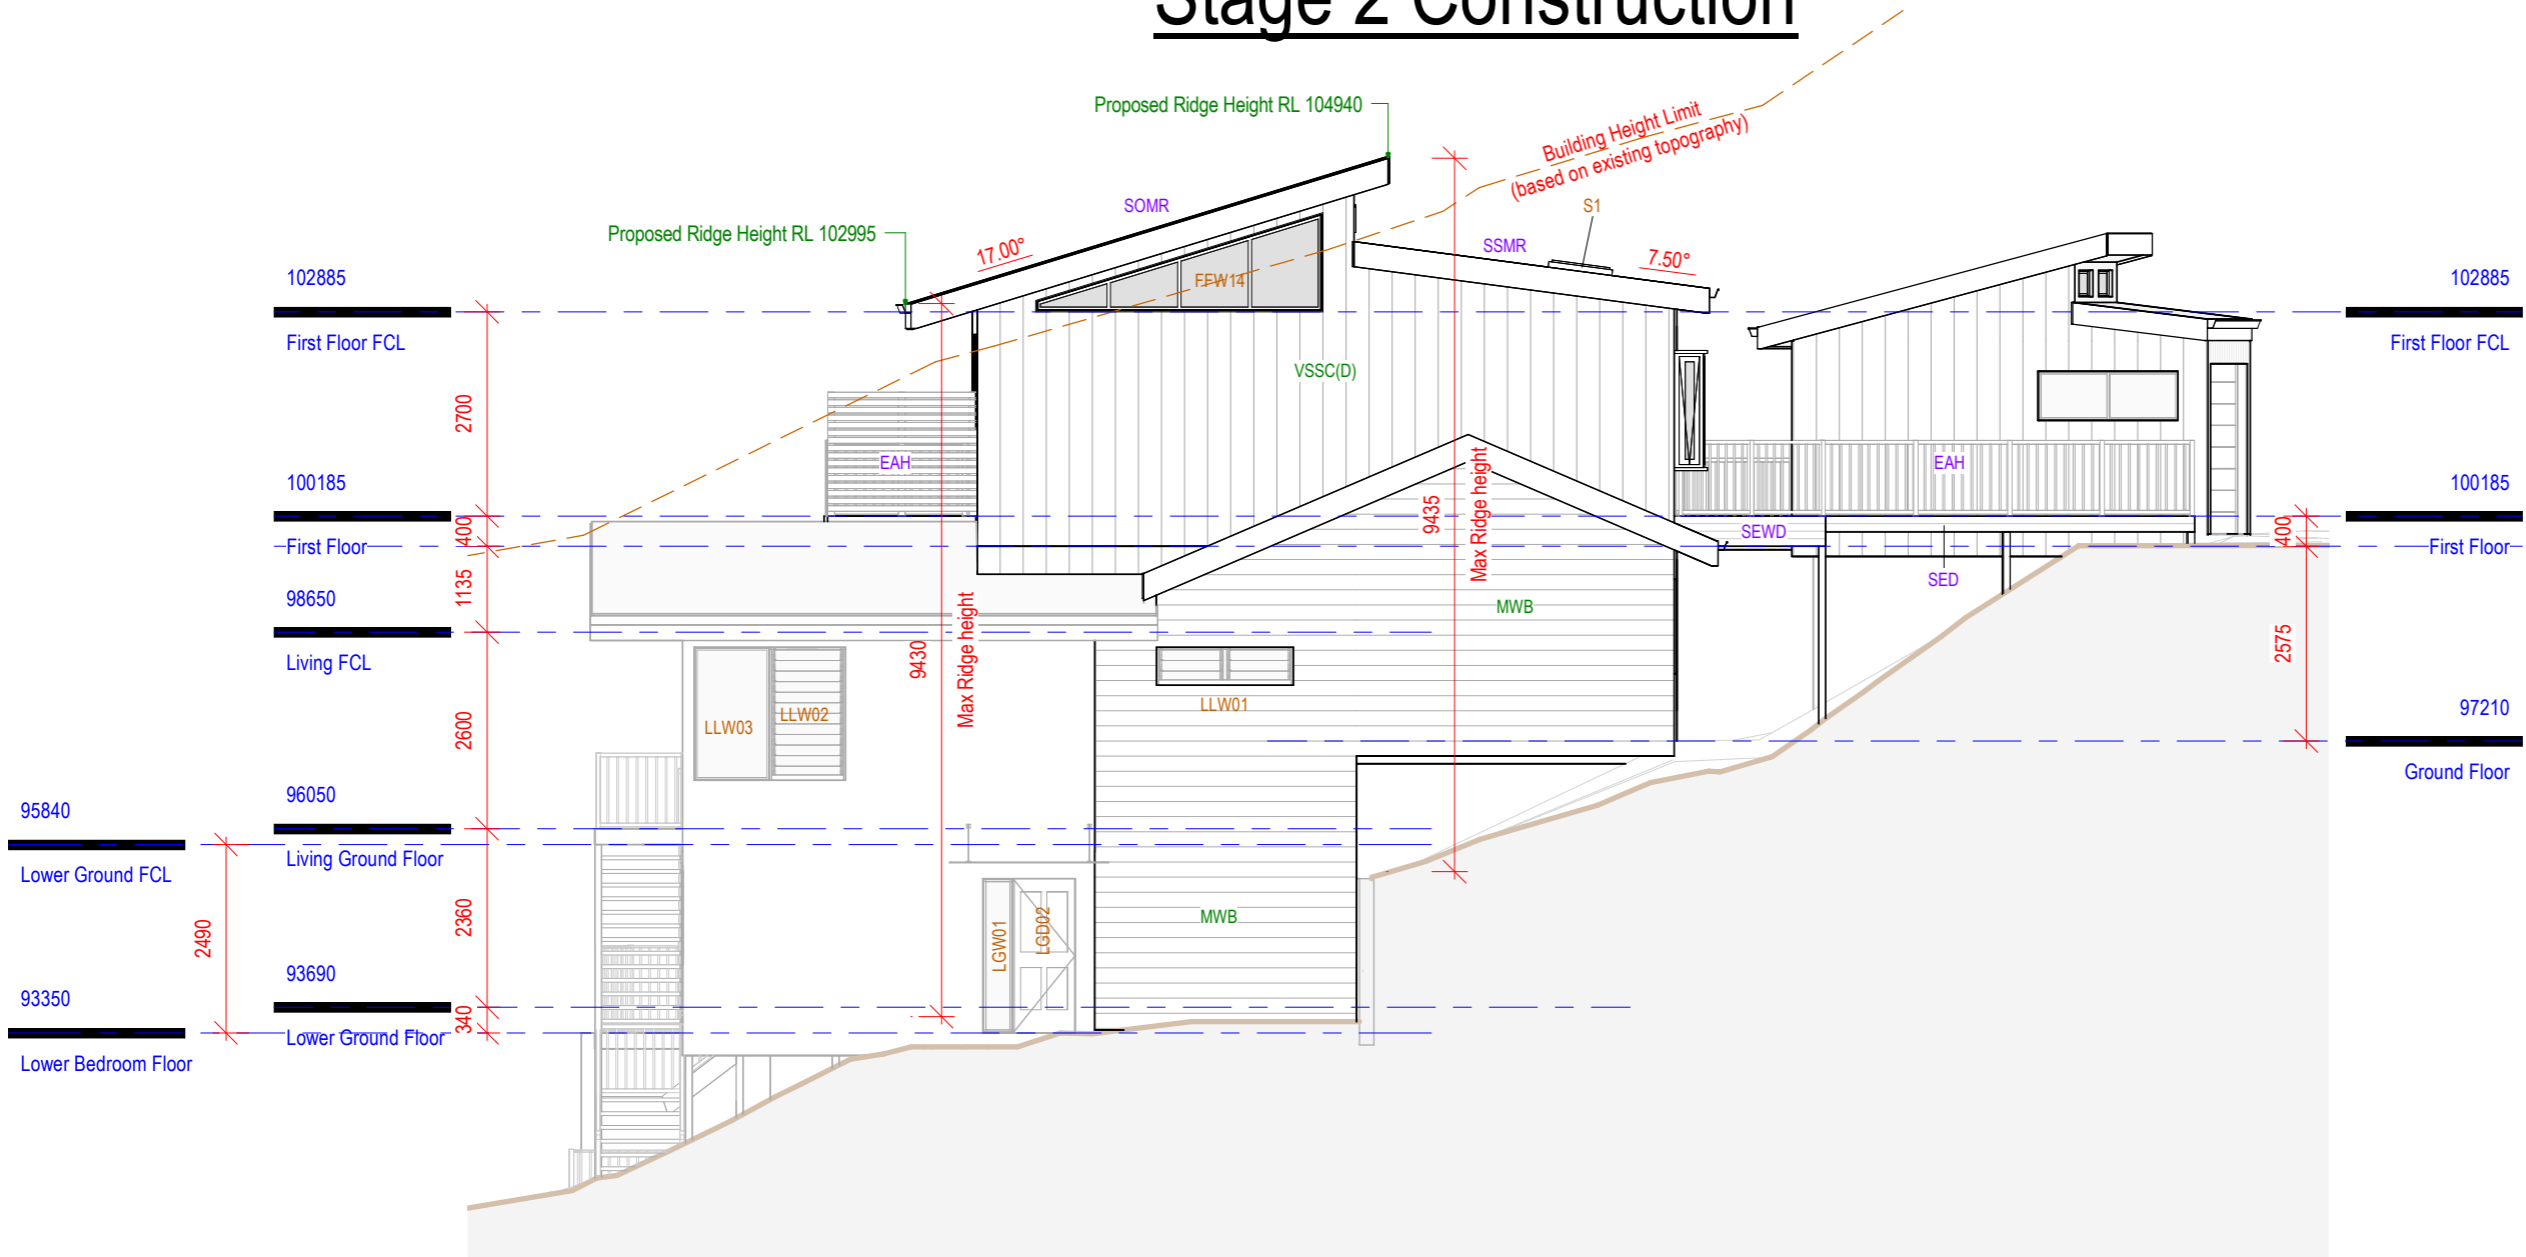 Stage 2 Construction
Proposed Ridge Height RL 104940
Building Height Limit
(based on existing topography)
SOMR
S1
Proposed Ridge Height RL 102995
17.00°
SSMR
7.50°
102885
First Floor FCL
FFW14
102885
First Floor FCL
VSSC(D)
2700
EAH
EAH
100185
First Floor
400
9435
Max Ridge height
SEWD
SED
100185
First Floor
400
1135
98650
Living FCL
MWB
9430
Max Ridge height
2575
2600
LLW03
LLW02
LLW01
97210
Ground Floor
96050
Living Ground Floor
95840
Lower Ground FCL
2490
2360
LGW01
LGD02
MWB
93690
Lower Ground Floor
340
93350
Lower Bedroom Floor